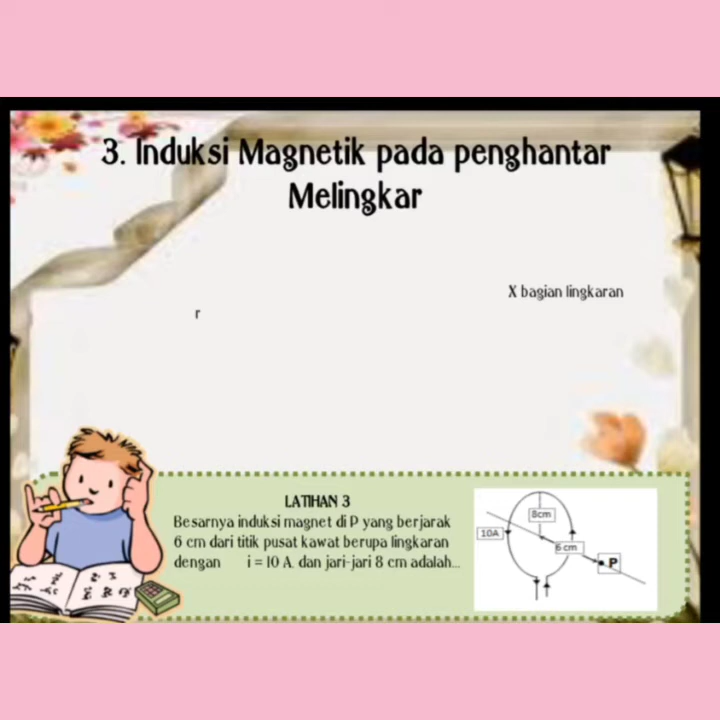 3. Induksi Magnetik pada penghantar
Melingkar
X bagian lingkaran
r
LATIHAN 3
Besarnya induksi magnet di P yang berjarak
6 cm dari titik pusat kawat berupa lingkaran
dengan i = 10 A. dan jari-jari 8 cm adalah...
8cm
10A
6 cm
P